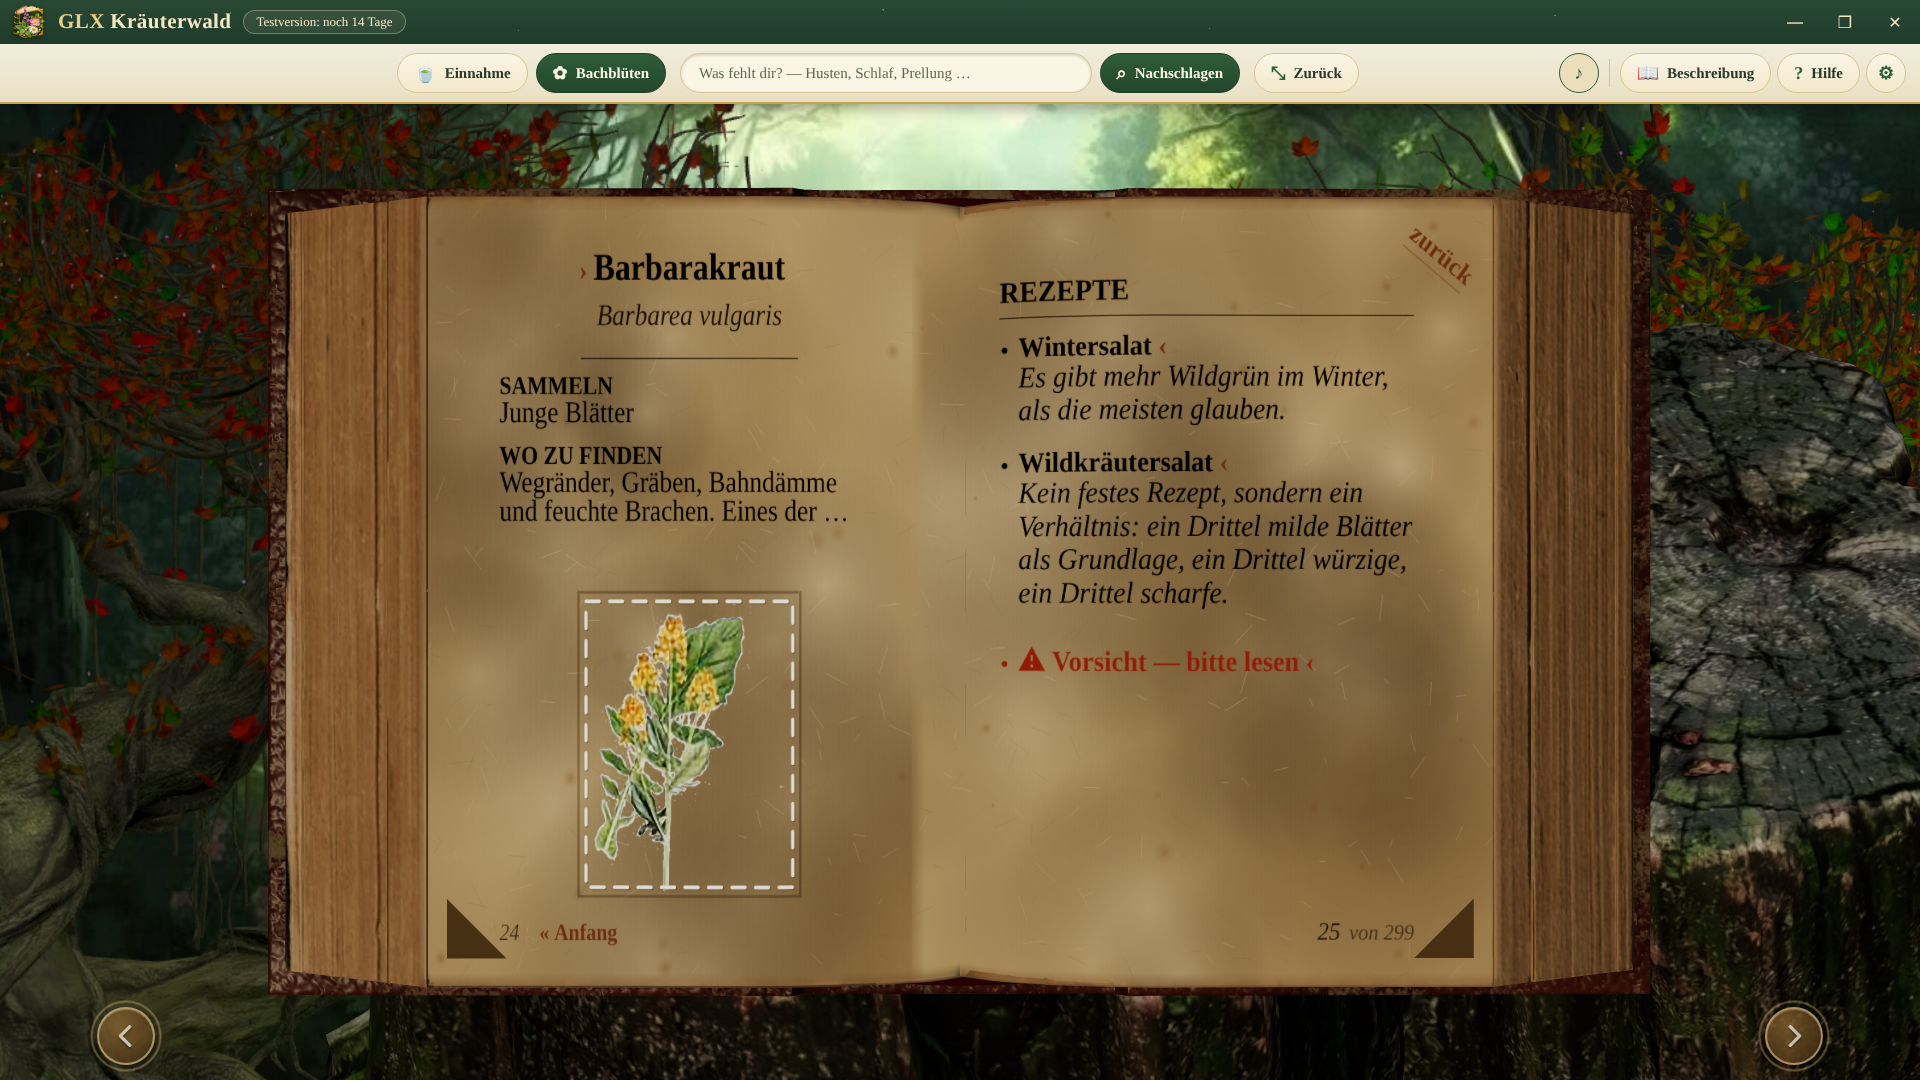 GLX Kräuterwald
Testversion: noch 14 Tage
Einnahme
Bachblüten
Was fehlt dir? — Husten, Schlaf, Prellung …
Nachschlagen
Zurück
Beschreibung
? Hilfe
› Barbarakraut
Barbarea vulgaris
SAMMELN
Junge Blätter
WO ZU FINDEN
Wegränder, Gräben, Bahndämme
und feuchte Brachen. Eines der …
24 « Anfang
zurück
REZEPTE
• Wintersalat ‹
Es gibt mehr Wildgrün im Winter,
als die meisten glauben.
• Wildkräutersalat ‹
Kein festes Rezept, sondern ein
Verhältnis: ein Drittel milde Blätter
als Grundlage, ein Drittel würzige,
ein Drittel scharfe.
• ⚠ Vorsicht — bitte lesen ‹
25 von 299